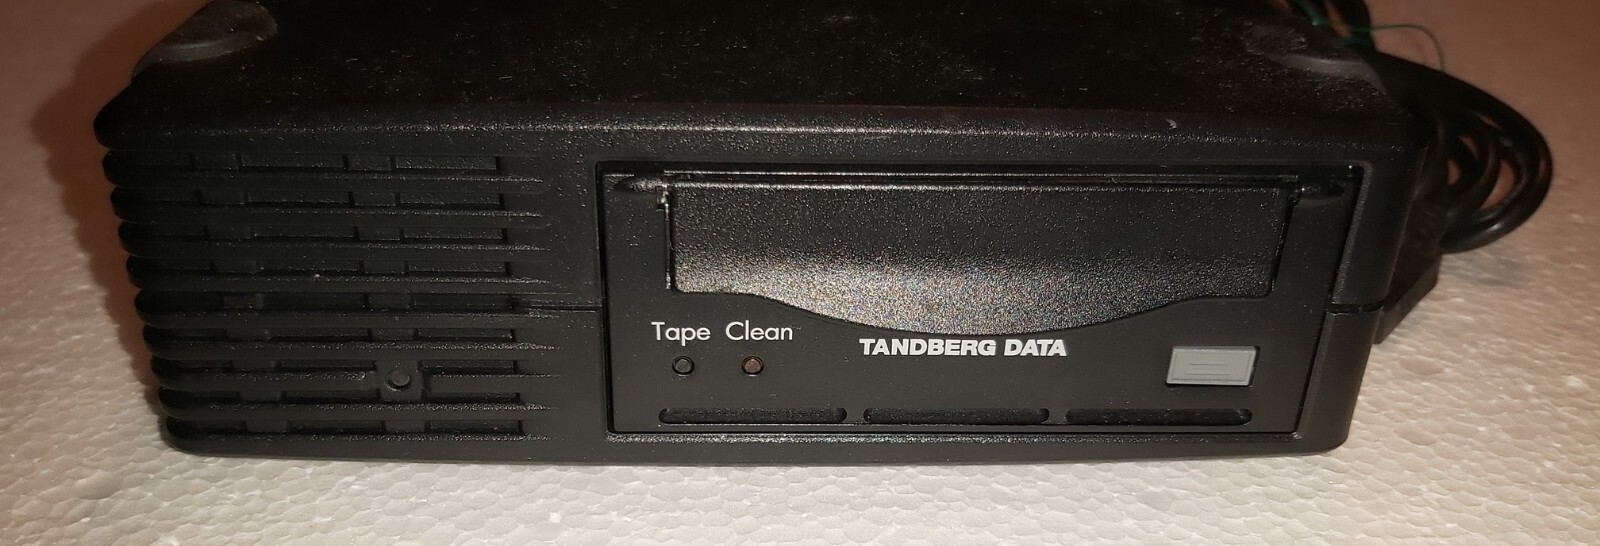 Tape Clean
TANDBERG DATA